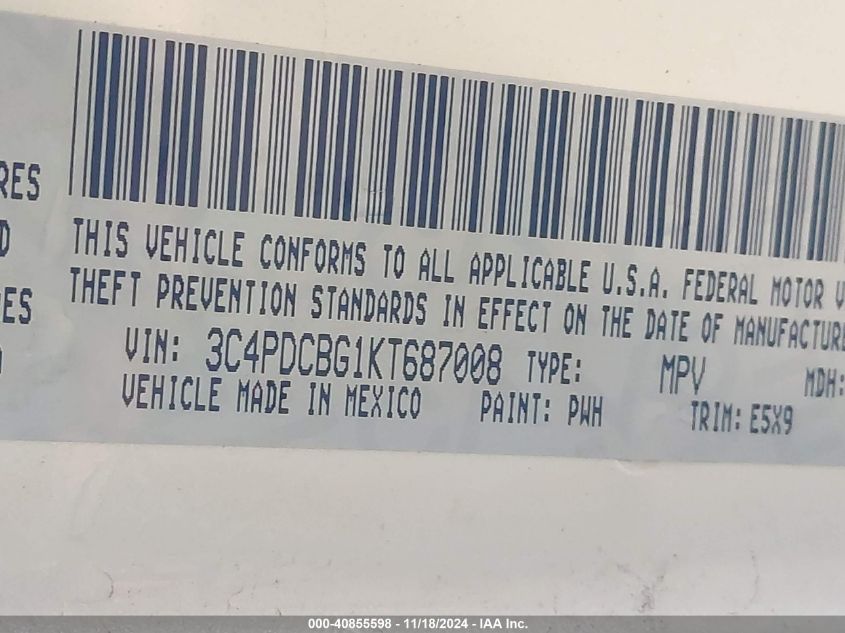 RES
THIS VEHICLE CONFORMS TO ALL APPLICABLE U.S.A. FEDERAL MOTOR V
THEFT PREVENTION STANDARDS IN EFFECT ON THE DATE OF MANUFACTURE
VIN: 3C4PDCBG1KT687008 TYPE: MPV MDH:
VEHICLE MADE IN MEXICO PAINT: PWH TRIM: E5X9
D
RES
000-40855598 - 11/18/2024 - IAA Inc.